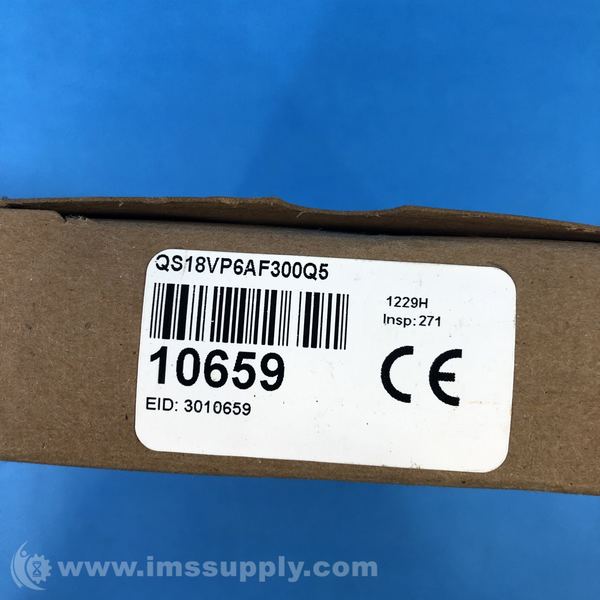 QS18VP6AF300Q5
1229H
Insp:271
10659
CE
EID: 3010659
www.imssupply.com